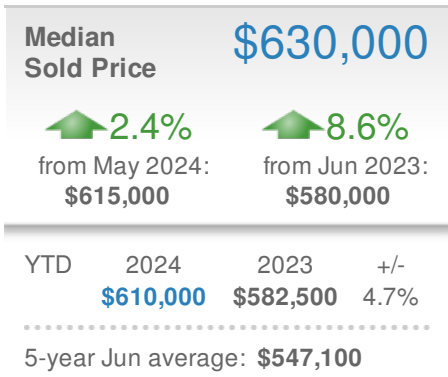 Median
Sold Price
$630,000
2.4%
8.6%
from May 2024:
from Jun 2023:
$615,000
$580,000
YTD 2024 2023 +/-
$610,000 $582,500 4.7%
5-year Jun average: $547,100